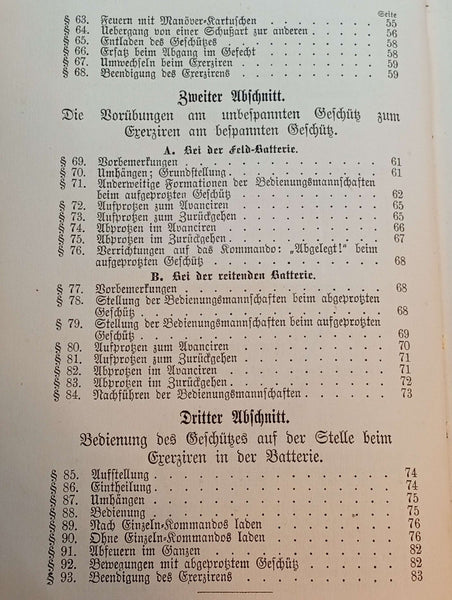 Seite
§ 63. Feuern mit Manöver-Kartuschen . . . . . . . . 55
§ 64. Uebergang von einer Schußart zur anderen . . . . 56
§ 65. Entladen des Geschützes . . . . . . . . . . . . 58
§ 66. Ersatz beim Abgang im Gefecht . . . . . . . . . 58
§ 67. Umwechseln beim Exerziren . . . . . . . . . . . 59
§ 68. Beendigung des Exerzirens . . . . . . . . . . . 59
Zweiter Abschnitt.
Die Vorübungen am unbespannten Geschütz zum
Exerziren am bespannten Geschütz.
A. Bei der Feld-Batterie.
§ 69. Vorbemerkungen . . . . . . . . . . . . . . . 61
§ 70. Umhängen; Grundstellung . . . . . . . . . . . 61
§ 71. Anderweitige Formationen der Bedienungsmannschaften
beim aufgeprotzten Geschütz . . . . . . . . . . 62
§ 72. Aufprotzen zum Avanciren . . . . . . . . . . . 65
§ 73. Aufprotzen zum Zurückgehen . . . . . . . . . . 65
§ 74. Abprotzen im Avanciren . . . . . . . . . . . . 66
§ 75. Abprotzen im Zurückgehen . . . . . . . . . . . 67
§ 76. Verrichtungen auf das Kommando: „Abgelegt!“ beim
aufgeprotzten Geschütz . . . . . . . . . . . . 68
B. Bei der reitenden Batterie.
§ 77. Vorbemerkungen . . . . . . . . . . . . . . . 68
§ 78. Stellung der Bedienungsmannschaften beim abgeprotzten
Geschütz . . . . . . . . . . . . . . . . . . 68
§ 79. Stellung der Bedienungsmannschaften beim aufgeprotzten
Geschütz . . . . . . . . . . . . . . . . . . 69
§ 80. Aufprotzen zum Avanciren . . . . . . . . . . . 70
§ 81. Aufprotzen zum Zurückgehen . . . . . . . . . . 71
§ 82. Abprotzen im Avanciren . . . . . . . . . . . . 71
§ 83. Abprotzen im Zurückgehen . . . . . . . . . . . 72
§ 84. Nachführen der Bedienungsmannschaften . . . . . 73
Dritter Abschnitt.
Bedienung des Geschützes auf der Stelle beim
Exerziren in der Batterie.
§ 85. Aufstellung . . . . . . . . . . . . . . . . . 74
§ 86. Eintheilung . . . . . . . . . . . . . . . . . 74
§ 87. Umhängen . . . . . . . . . . . . . . . . . . 75
§ 88. Bedienung . . . . . . . . . . . . . . . . . . 75
§ 89. Nach Einzeln-Kommandos laden . . . . . . . . . 76
§ 90. Ohne Einzeln-Kommandos laden . . . . . . . . . 76
§ 91. Abfeuern im Ganzen . . . . . . . . . . . . . . 82
§ 92. Bewegungen mit abgeprotztem Geschütz . . . . . . 82
§ 93. Beendigung des Exerzirens . . . . . . . . . . . 83